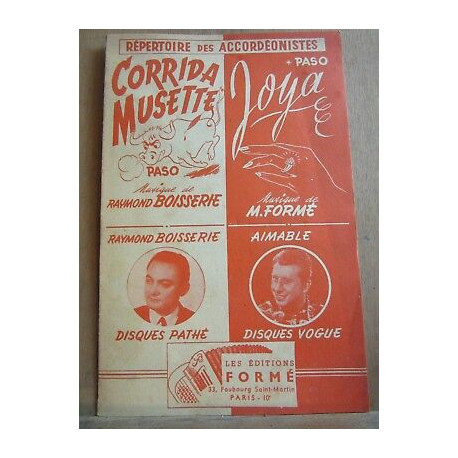 RÉPERTOIRE DES ACCORDÉONISTES
CORRIDA
MUSETTE
PASO
Musique de
RAYMOND BOISSERIE
PASO
Joya
Musique de
M. FORMÉ
RAYMOND BOISSERIE
DISQUES PATHÉ
AIMABLE
DISQUES VOGUE
LES ÉDITIONS
FORMÉ
33, Faubourg Saint-Martin
PARIS - 10e